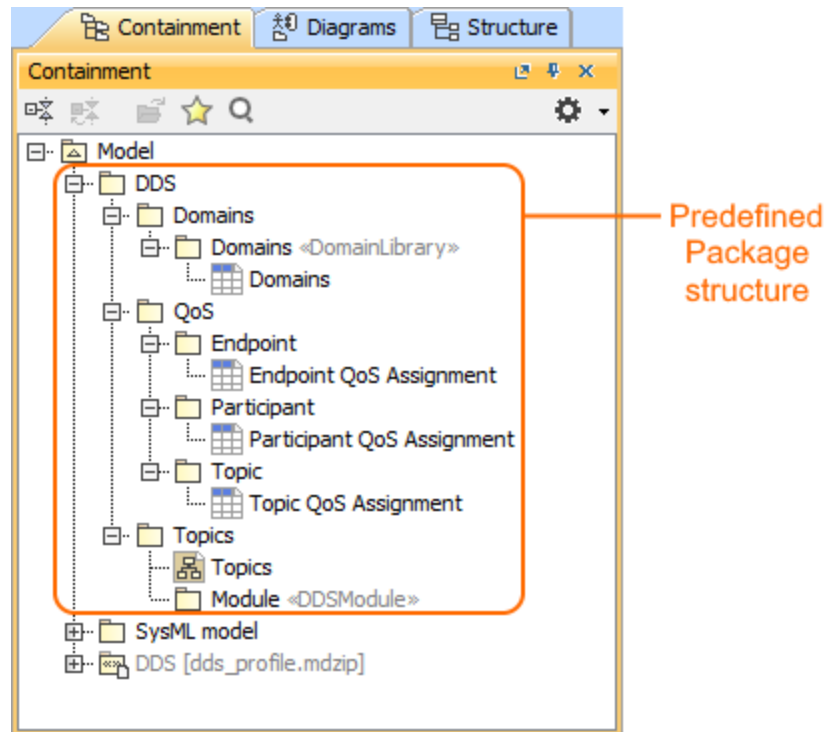 Containment Diagrams Structure
Containment
Model
DDS
Domains
Domains «DomainLibrary»
Domains
QoS
Endpoint
Endpoint QoS Assignment
Participant
Participant QoS Assignment
Topic
Topic QoS Assignment
Topics
Topics
Module «DDSModule»
SysML model
DDS [dds_profile.mdzip]
Predefined
Package
structure